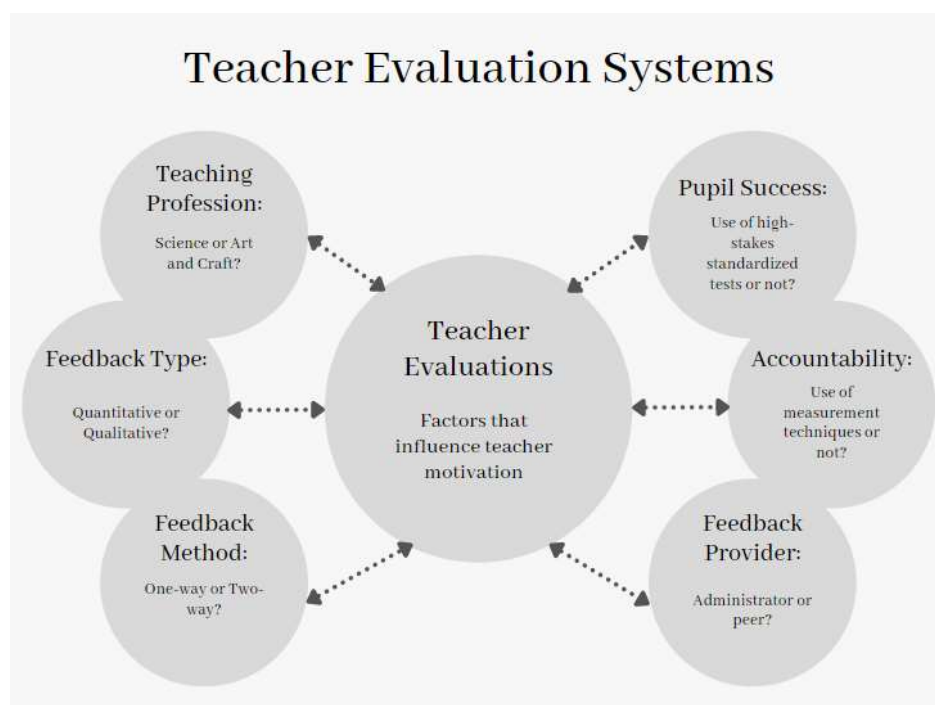 Teacher Evaluation Systems
Teaching
Profession:
Science or Art
and Craft?
Feedback Type:
Quantitative or
Qualitative?
Feedback
Method:
One-way or Two-
way?
Teacher
Evaluations
Factors that
influence teacher
motivation
Pupil Success:
Use of high-
stakes
standardized
tests or not?
Accountability:
Use of
measurement
techniques or
not?
Feedback
Provider:
Administrator or
peer?